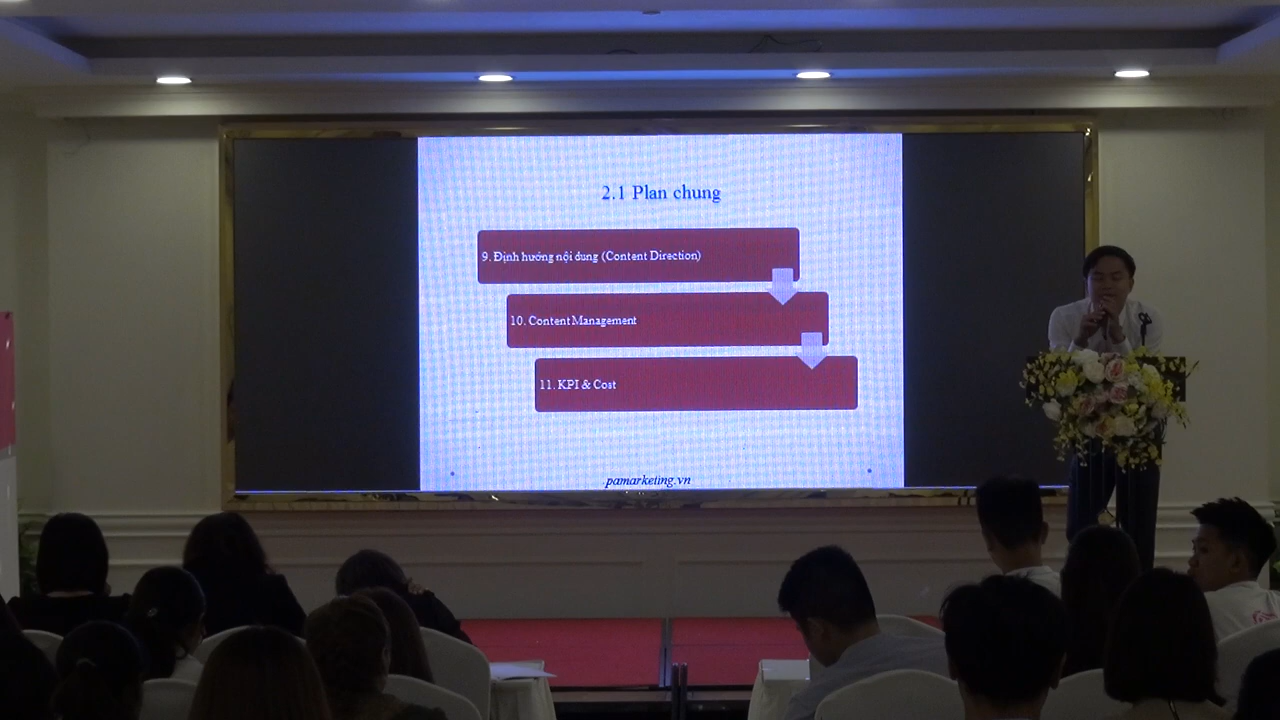 2.1 Plan chung
9. Định hướng nội dung (Content Direction)
10. Content Management
11. KPI & Cost
pamarketing.vn